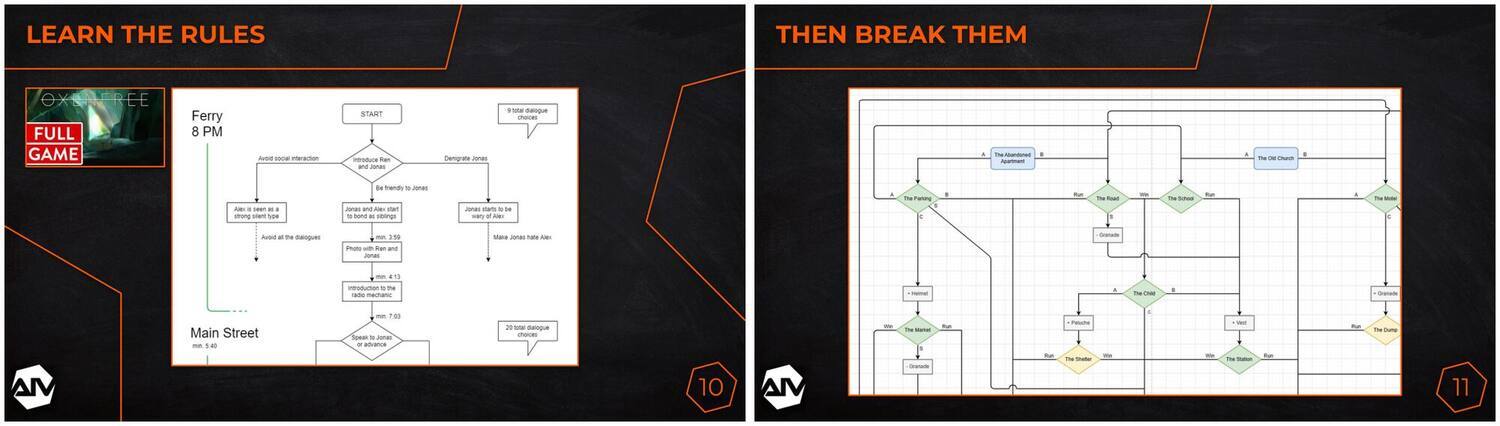 LEARN THE RULES
OXENFREE
FULL
GAME
Ferry
8 PM
START
9 total dialogue
choices
Avoid social interaction
Introduce Ren
and Jonas
Denigrate Jonas
Be friendly to Jonas
Alex is seen as a
strong silent type
Jonas and Alex start
to bond as siblings
Jonas starts to be
wary of Alex
Avoid all the dialogues
min. 3:59
Make Jonas hate Alex
Photo with Ren and
Jonas
min. 4:13
Introduction to the
radio mechanic
min. 7:03
Main Street
min. 5:40
Speak to Jonas
or advance
20 total dialogue
choices
AIV
10
THEN BREAK THEM
A
The Abandoned
Apartment
B
A
The Old Church
B
A
The Parking
B
S
C
Run
The Road
Win
S
The School
Run
A
The Motel
C
- Granade
+ Helmet
A
The Child
B
C
+ Granade
Win
The Market
Run
S
+ Peluche
+ Vest
Run
The Dump
Run
The Shelter
Win
Win
The Station
Run
- Granade
AIV
11